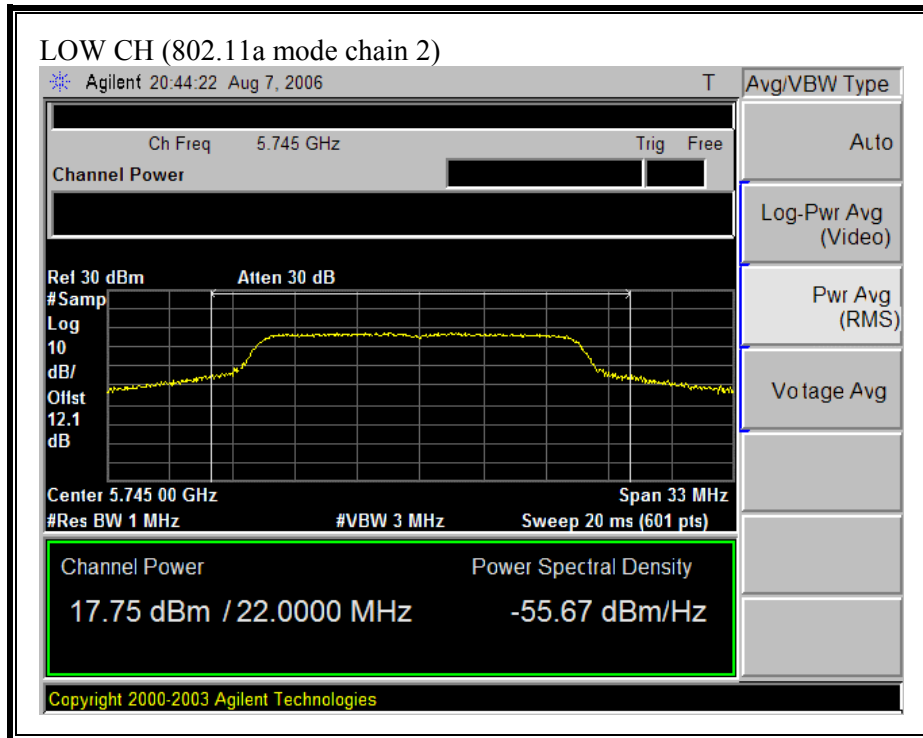 LOW CH (802.11a mode chain 2)
Agilent 20:44:22 Aug 7, 2006 T
Avg/VBW Type
Ch Freq 5.745 GHz Trig Free
Channel Power
Auto
Log-Pwr Avg
(Video)
Pwr Avg
(RMS)
Voltage Avg
Ref 30 dBm Atten 30 dB
#Samp
Log
10
dB/
Offst
12.1
dB
Center 5.745 00 GHz Span 33 MHz
#Res BW 1 MHz #VBW 3 MHz Sweep 20 ms (601 pts)
Channel Power Power Spectral Density
17.75 dBm / 22.0000 MHz -55.67 dBm/Hz
Copyright 2000-2003 Agilent Technologies